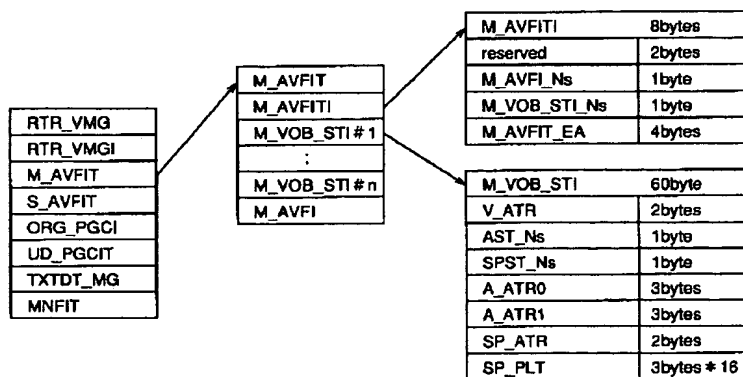 RTR_VMG
RTR_VMGI
M_AVFIT
S_AVFIT
ORG_PGCI
UD_PGCIT
TXTDT_MG
MNFIT
M_AVFIT
M_AVFITI
M_VOB_STI # 1
:
M_VOB_STI # n
M_AVFI
M_AVFITI 8bytes
reserved 2bytes
M_AVFI_Ns 1byte
M_VOB_STI_Ns 1byte
M_AVFIT_EA 4bytes
M_VOB_STI 60byte
V_ATR 2bytes
AST_Ns 1byte
SPST_Ns 1byte
A_ATR0 3bytes
A_ATR1 3bytes
SP_ATR 2bytes
SP_PLT 3bytes * 16